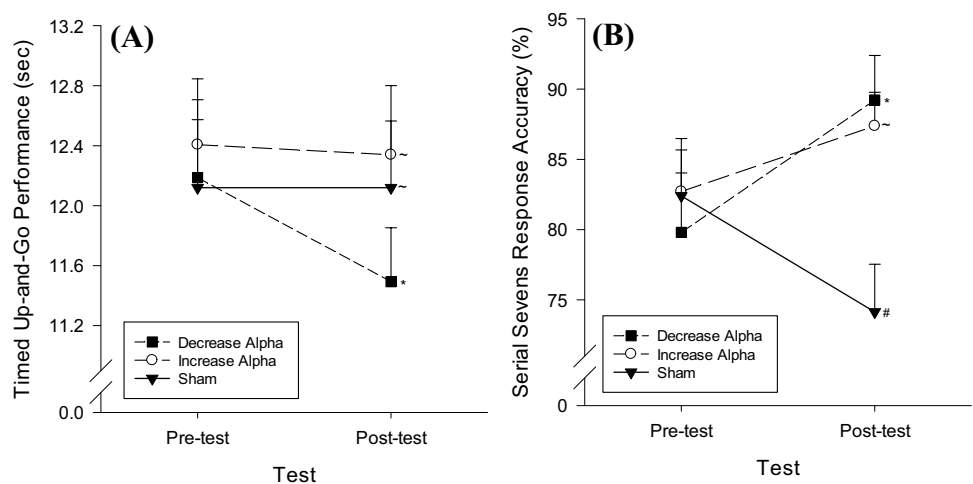 (A)
Timed Up-and-Go Performance (sec)
13.2
12.8
12.4
12.0
11.6
11.2
0.0
~
~
*
Decrease Alpha
Increase Alpha
Sham
Pre-test
Post-test
Test
(B)
Serial Sevens Response Accuracy (%)
90
85
80
75
0
*
~
#
Decrease Alpha
Increase Alpha
Sham
Pre-test
Post-test
Test